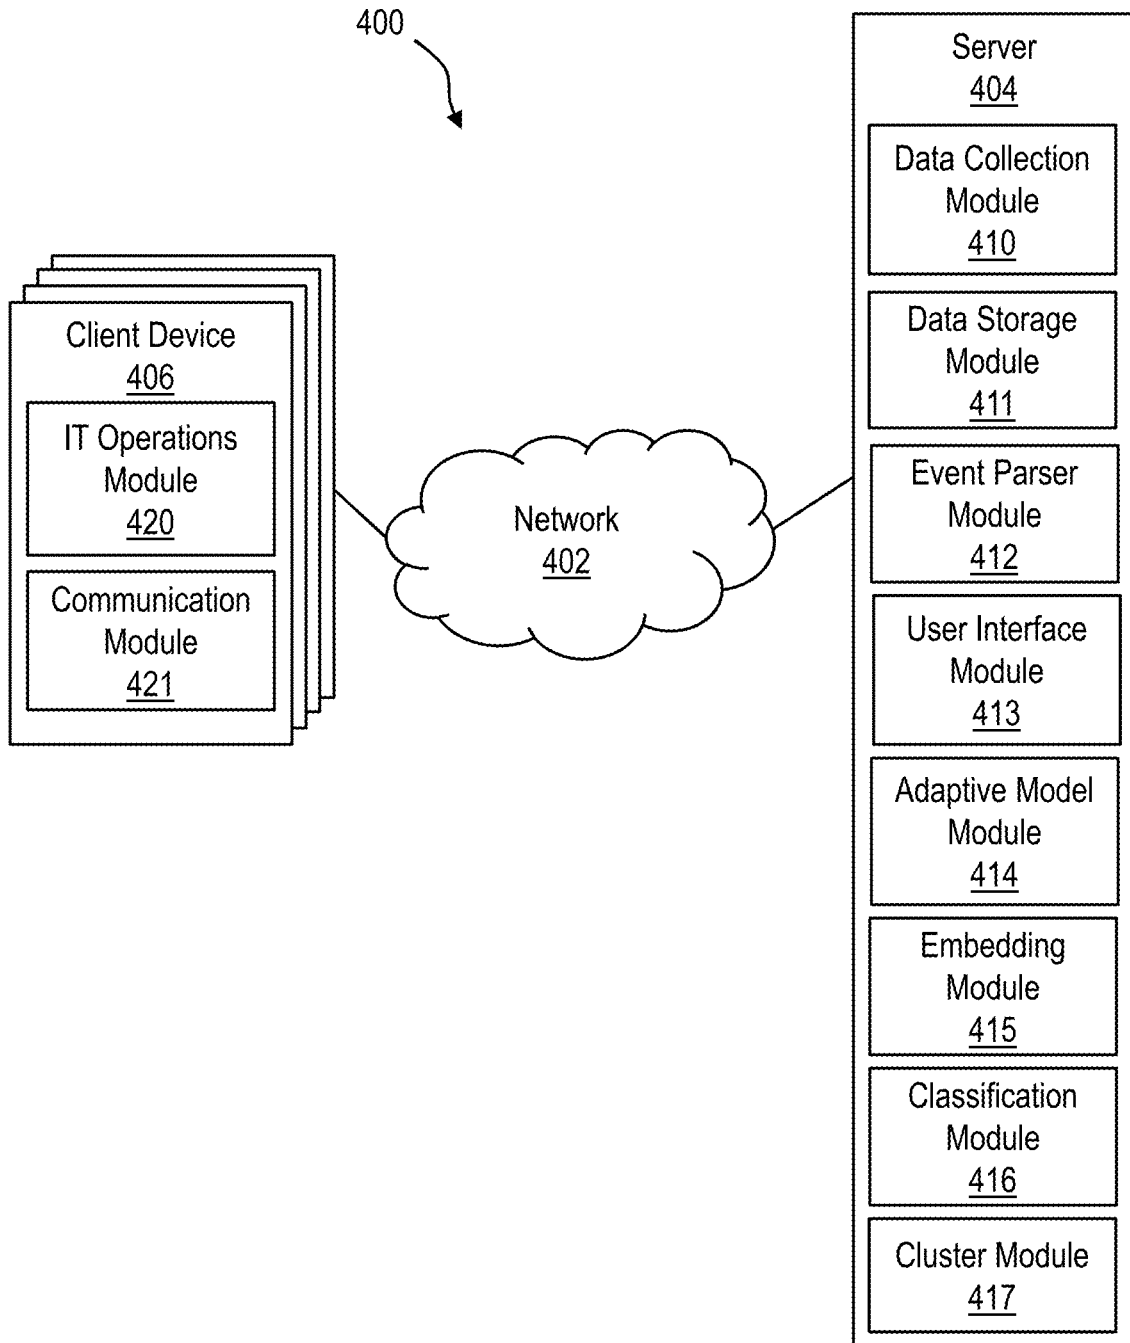 400
Server
404
Data Collection
Module
410
Data Storage
Module
411
Event Parser
Module
412
User Interface
Module
413
Adaptive Model
Module
414
Embedding
Module
415
Classification
Module
416
Cluster Module
417
Client Device
406
IT Operations
Module
420
Communication
Module
421
Network
402